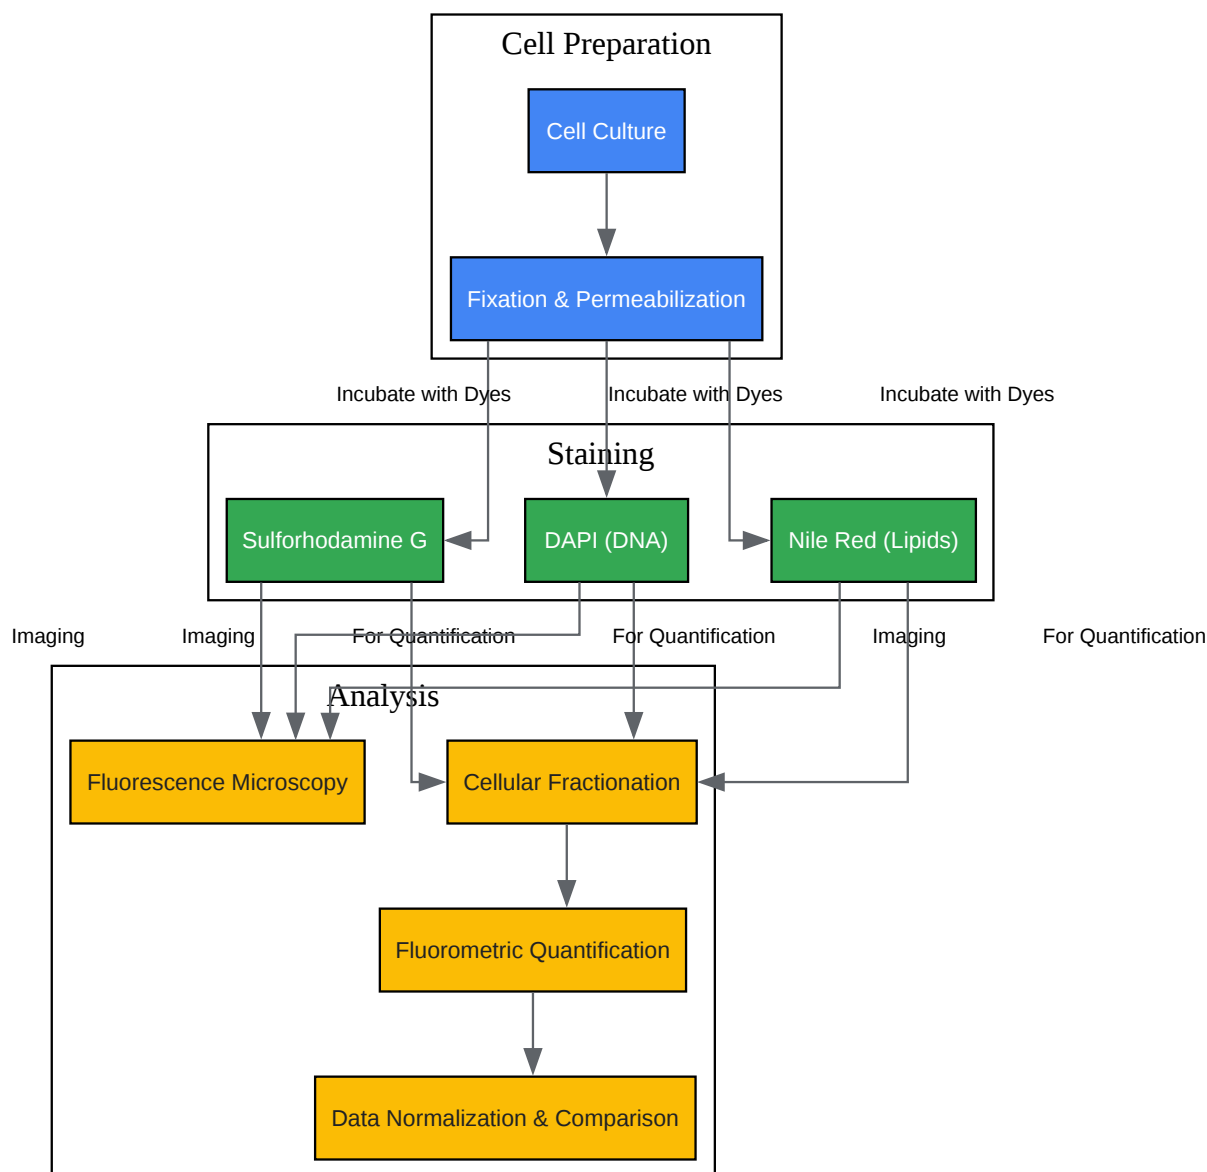 Cell Preparation
Cell Culture
Fixation & Permeabilization
Incubate with Dyes
Incubate with Dyes
Incubate with Dyes
Staining
Sulforhodamine G
DAPI (DNA)
Nile Red (Lipids)
Imaging
Imaging
For Quantification
For Quantification
Imaging
For Quantification
Analysis
Fluorescence Microscopy
Cellular Fractionation
Fluorometric Quantification
Data Normalization & Comparison